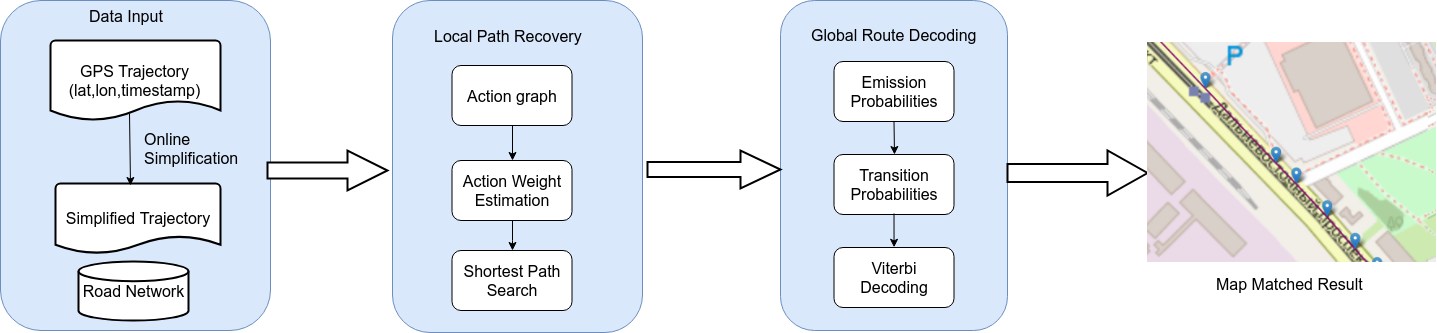 Data Input
GPS Trajectory
(lat,lon,timestamp)
Online
Simplification
Simplified Trajectory
Road Network
Local Path Recovery
Action graph
Action Weight
Estimation
Shortest Path
Search
Global Route Decoding
Emission
Probabilities
Transition
Probabilities
Viterbi
Decoding
P
Дальневосточный
Map Matched Result